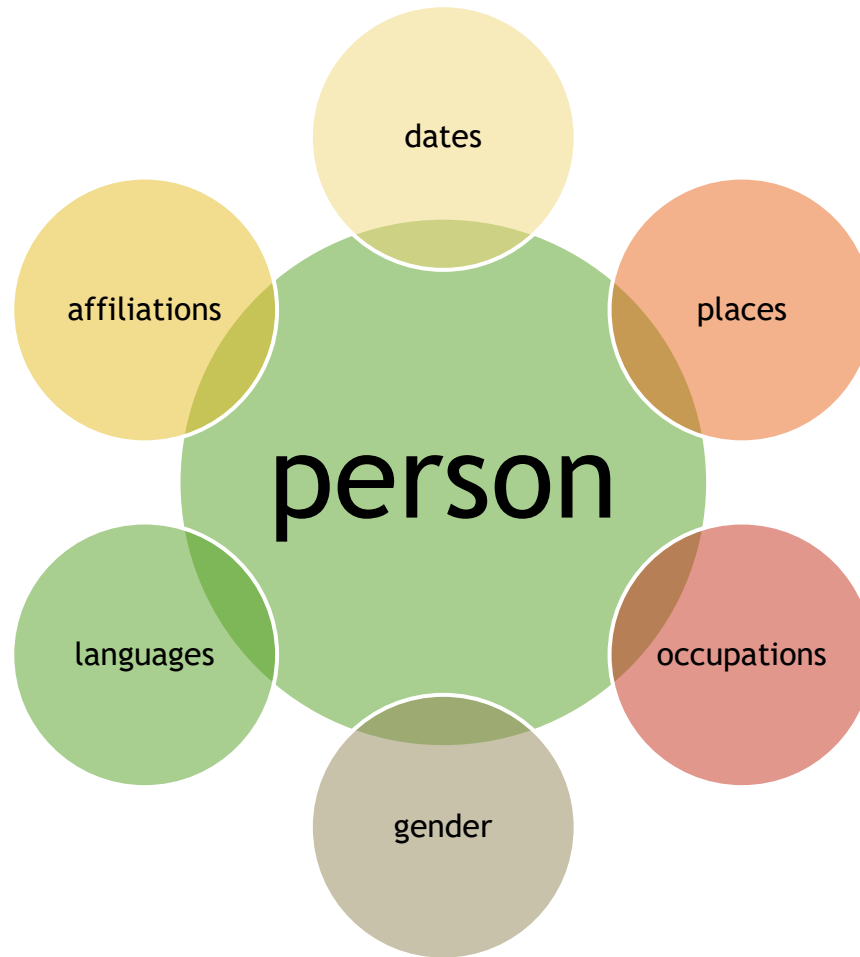 dates
affiliations
places
person
languages
occupations
gender